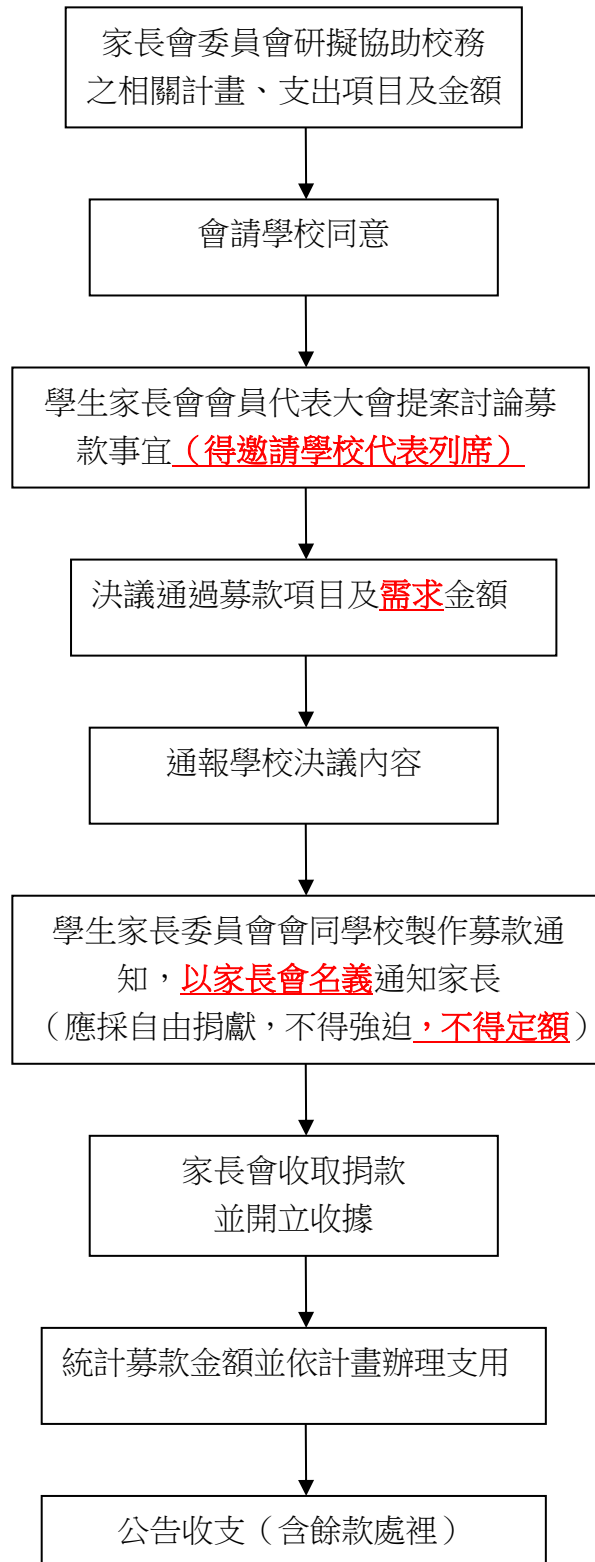 家長會委員會研擬協助校務
之相關計畫、支出項目及金額
會請學校同意
學生家長會會員代表大會提案討論募
款事宜（得邀請學校代表列席）
決議通過募款項目及需求金額
通報學校決議內容
學生家長委員會會同學校製作募款通
知，以家長會名義通知家長
（應採自由捐獻，不得強迫，不得定額）
家長會收取捐款
並開立收據
統計募款金額並依計畫辦理支用
公告收支（含餘款處裡）